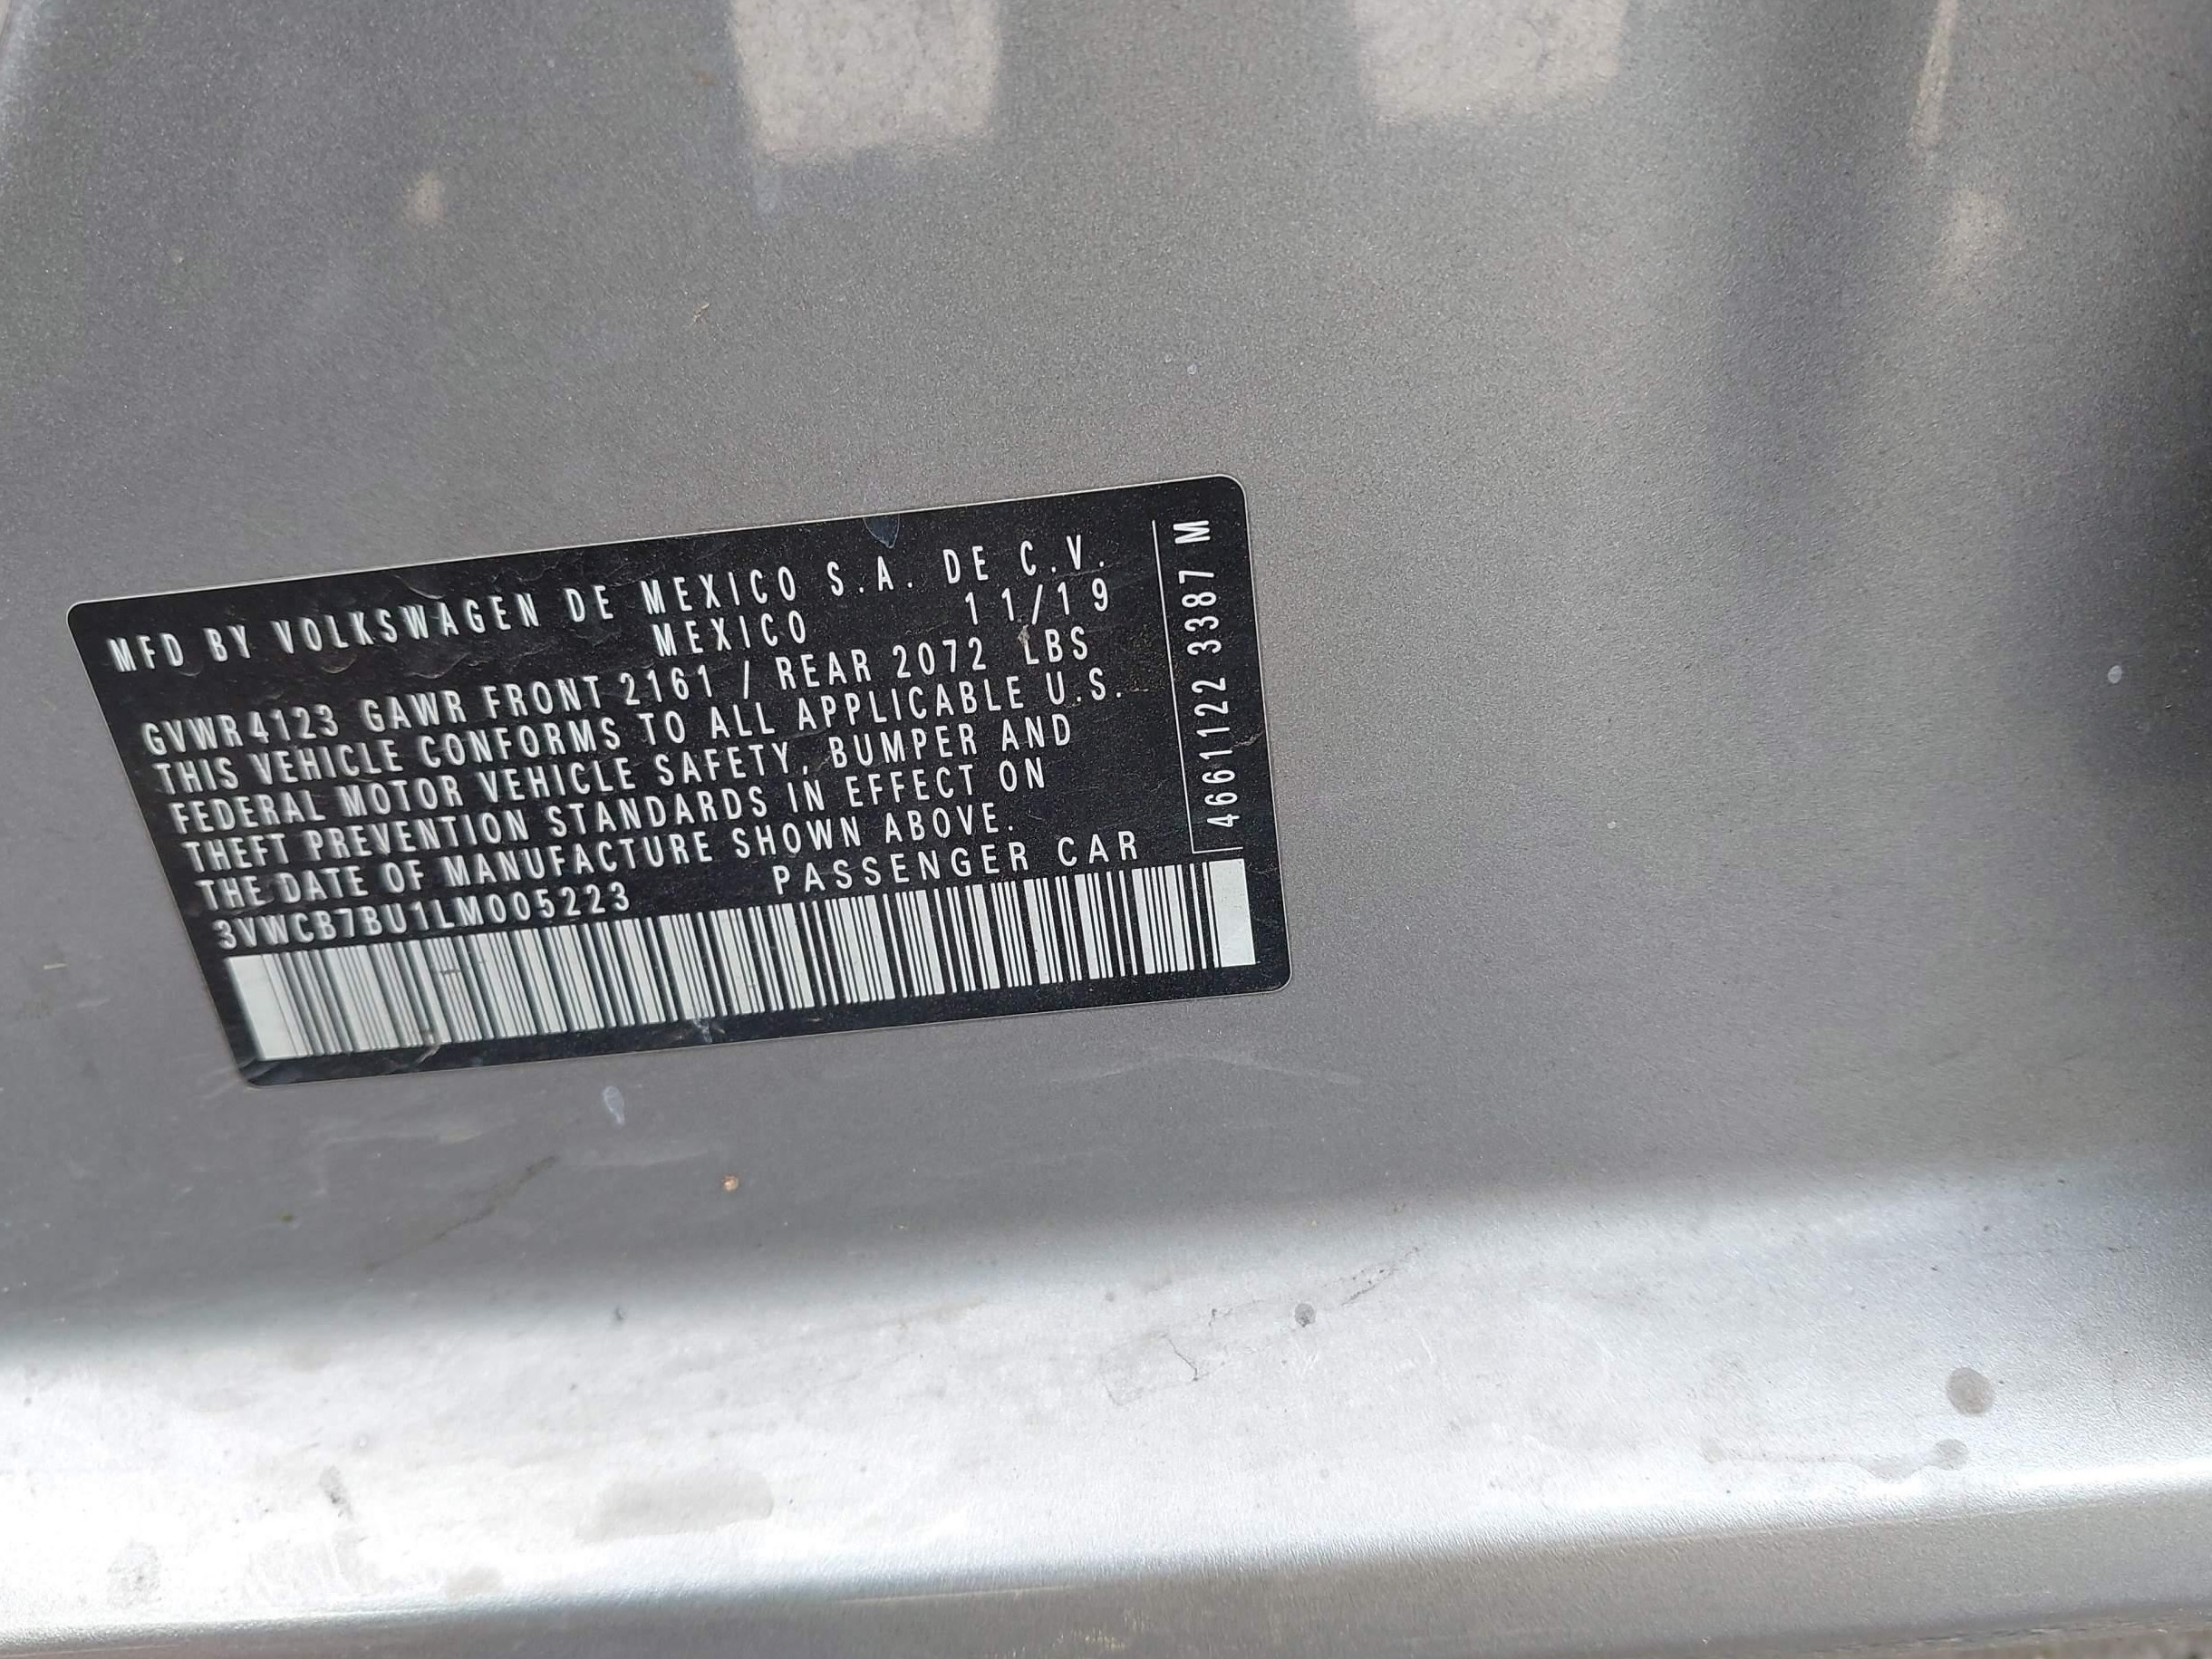 MFD BY VOLKSWAGEN DE MEXICO S.A. DE C.V.
MEXICO 11/19
GVWR 4123 GAWR FRONT 2161 / REAR 2072 LBS
THIS VEHICLE CONFORMS TO ALL APPLICABLE U.S.
FEDERAL MOTOR VEHICLE SAFETY, BUMPER AND
THEFT PREVENTION STANDARDS IN EFFECT ON
THE DATE OF MANUFACTURE SHOWN ABOVE.
3VWCB7BU1LM005223 PASSENGER CAR
4661122 3387 M